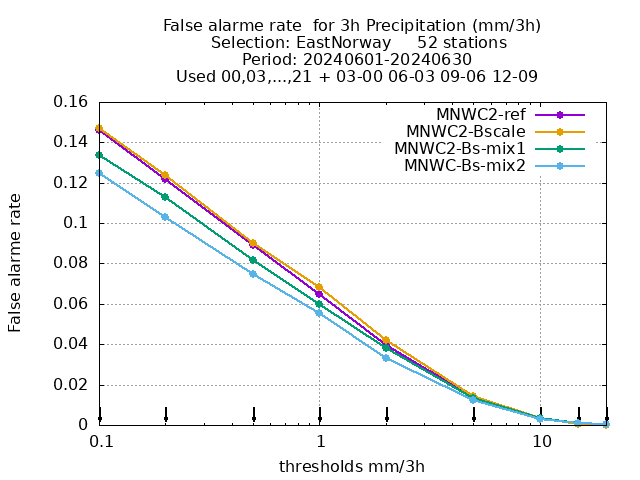 False alarme rate  for 3h Precipitation (mm/3h)
Selection: EastNorway     52 stations
Period: 20240601-20240630
Used 00,03,...,21 + 03-00 06-03 09-06 12-09
MNWC2-ref
MNWC2-Bscale
MNWC2-Bs-mix1
MNWC-Bs-mix2
False alarme rate
0.16
0.14
0.12
0.1
0.08
0.06
0.04
0.02
0
0.1 1 10
thresholds mm/3h